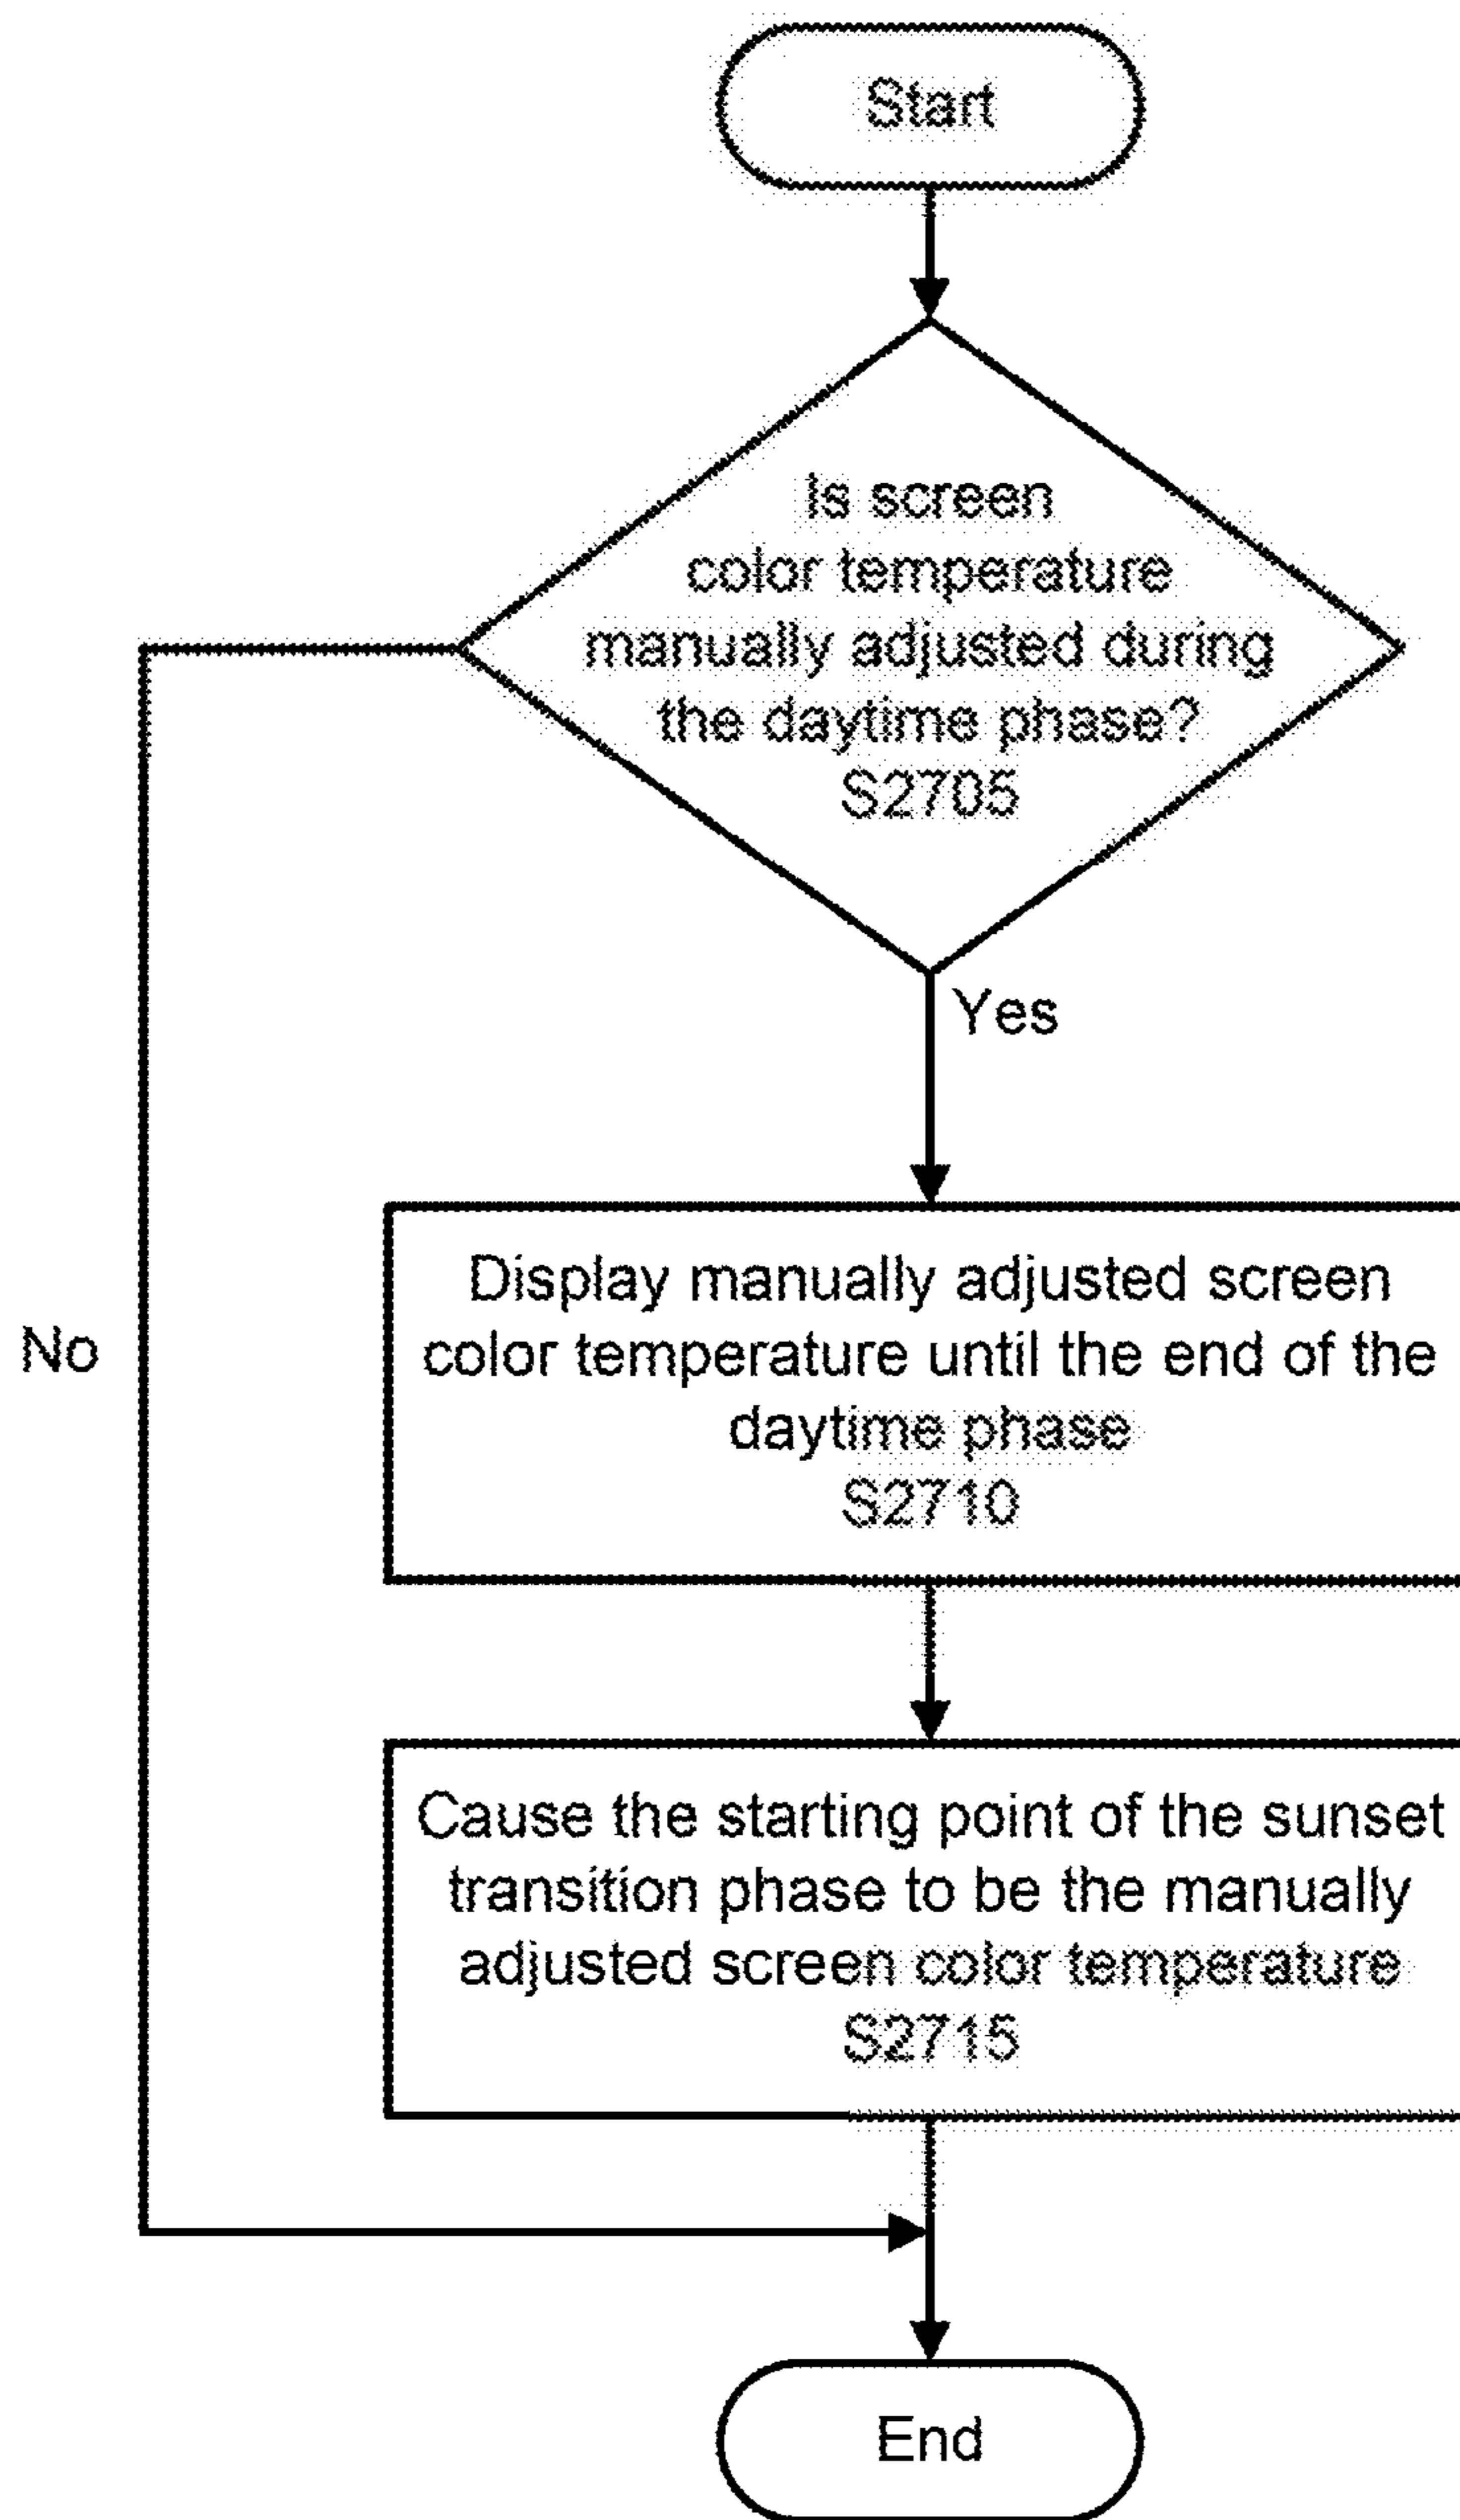 Start
Is screen
color temperature
manually adjusted during
the daytime phase?
S2705
Yes
Display manually adjusted screen
color temperature until the end of the
daytime phase
S2710
No
Cause the starting point of the sunset
transition phase to be the manually
adjusted screen color temperature
S2715
End